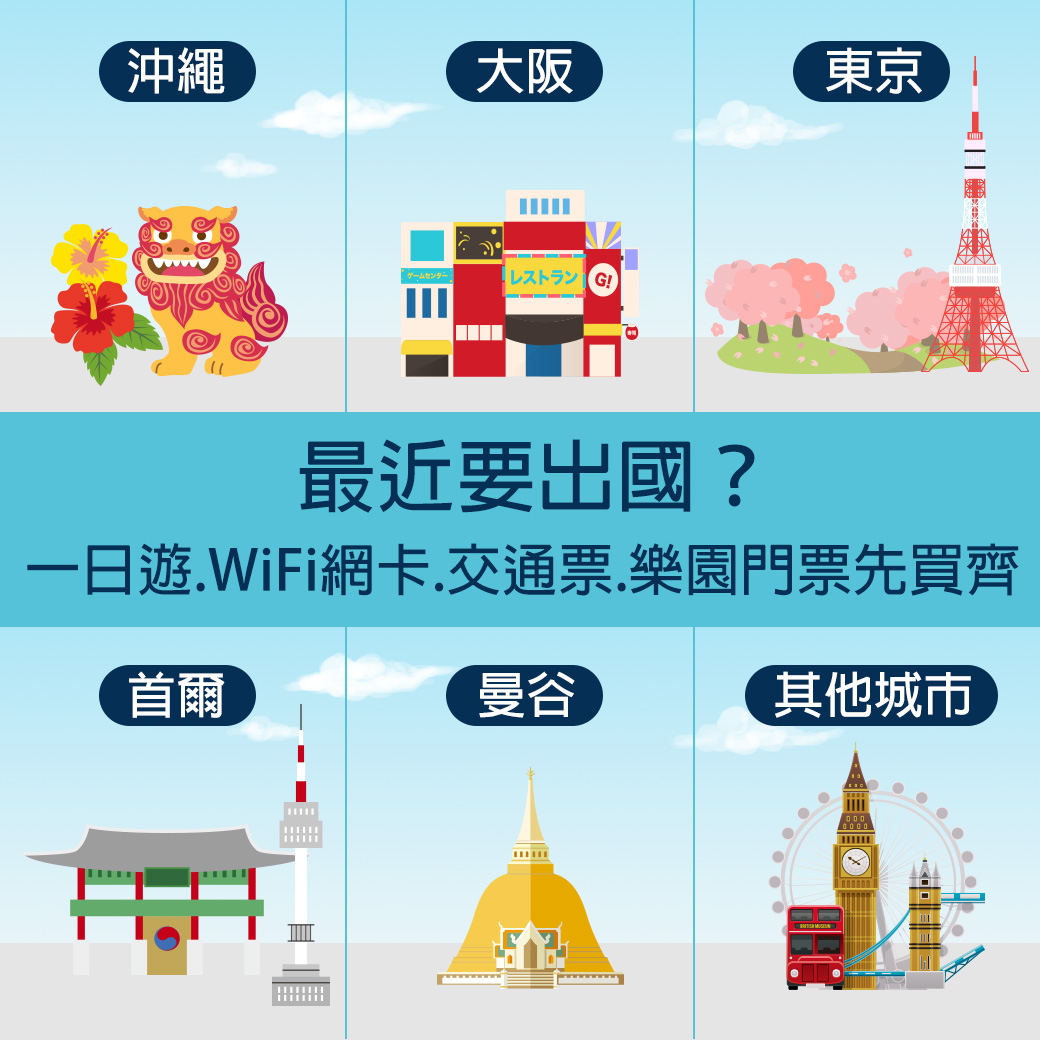 沖繩
大阪
東京
ゲームセンター
レストラン
G!
最近要出國？
一日遊.WiFi網卡.交通票.樂園門票先買齊
首爾
曼谷
其他城市
BRITISH MUSEUM